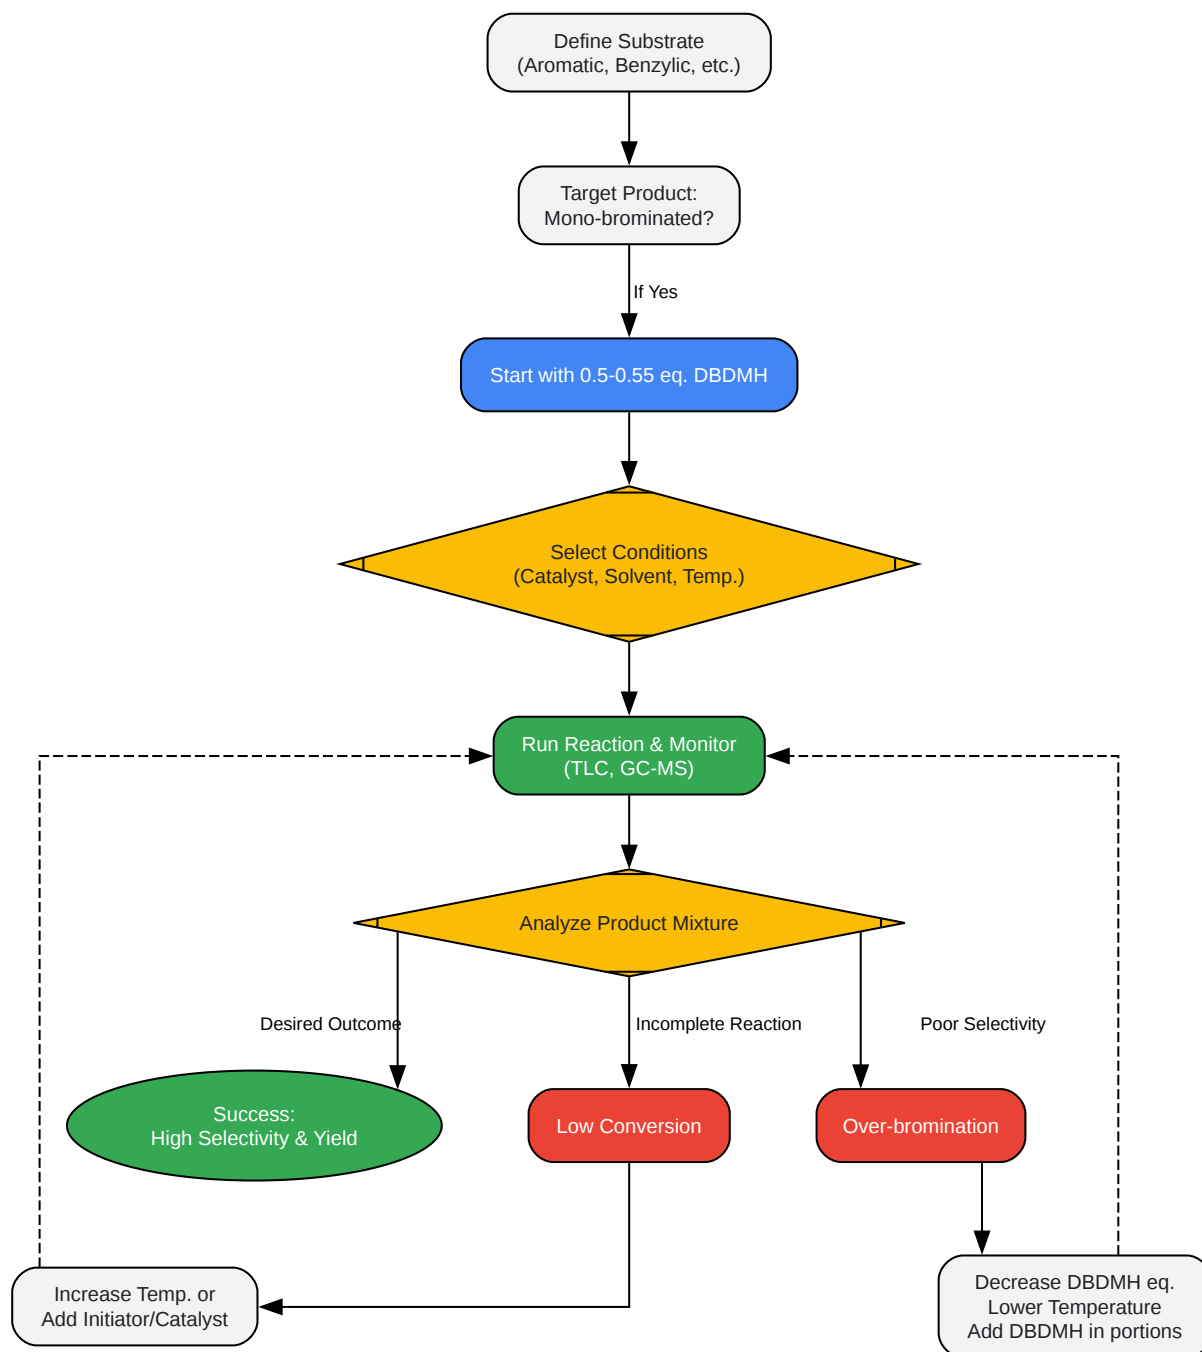 Define Substrate
(Aromatic, Benzylic, etc.)
Target Product:
Mono-brominated?
If Yes
Start with 0.5-0.55 eq. DBDMH
Select Conditions
(Catalyst, Solvent, Temp.)
Run Reaction & Monitor
(TLC, GC-MS)
Analyze Product Mixture
Desired Outcome
Incomplete Reaction
Poor Selectivity
Success:
High Selectivity & Yield
Low Conversion
Over-bromination
Increase Temp. or
Add Initiator/Catalyst
Decrease DBDMH eq.
Lower Temperature
Add DBDMH in portions